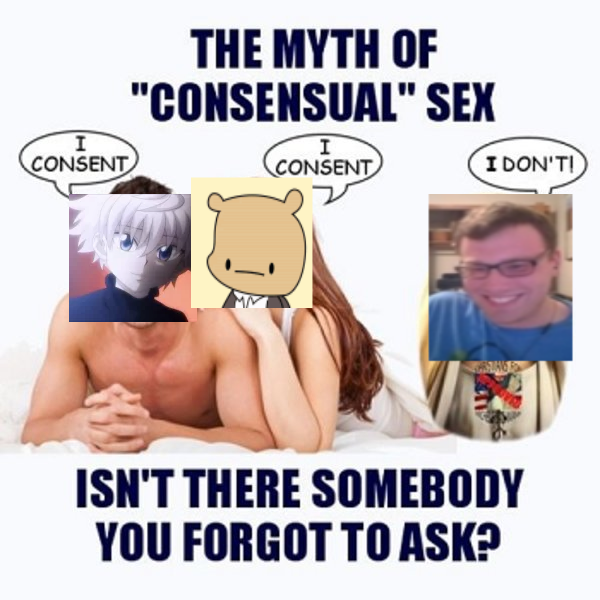 THE MYTH OF
"CONSENSUAL" SEX
I
CONSENT
I
CONSENT
I DON'T!
ISN'T THERE SOMEBODY
YOU FORGOT TO ASK?